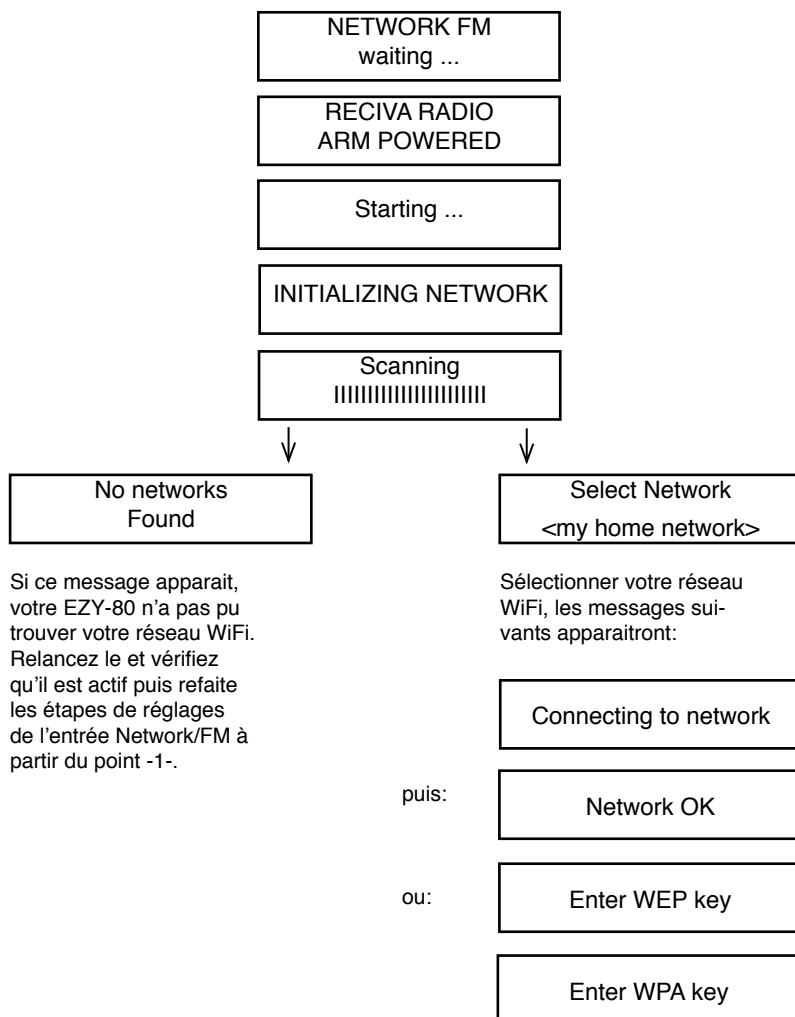 NETWORK FM
waiting ...
RECIVA RADIO
ARM POWERED
Starting ...
INITIALIZING NETWORK
Scanning
IIIIIIIIIIIIIIIIIIIIIII
No networks
Found
Si ce message apparait,
votre EZY-80 n'a pas pu
trouver votre réseau WiFi.
Relancez le et vérifiez
qu'il est actif puis refaite
les étapes de réglages
de l'entrée Network/FM à
partir du point -1-.
Select Network
<my home network>
Sélectionner votre réseau
WiFi, les messages sui-
vants apparaitront:
Connecting to network
puis:
Network OK
ou:
Enter WEP key
Enter WPA key